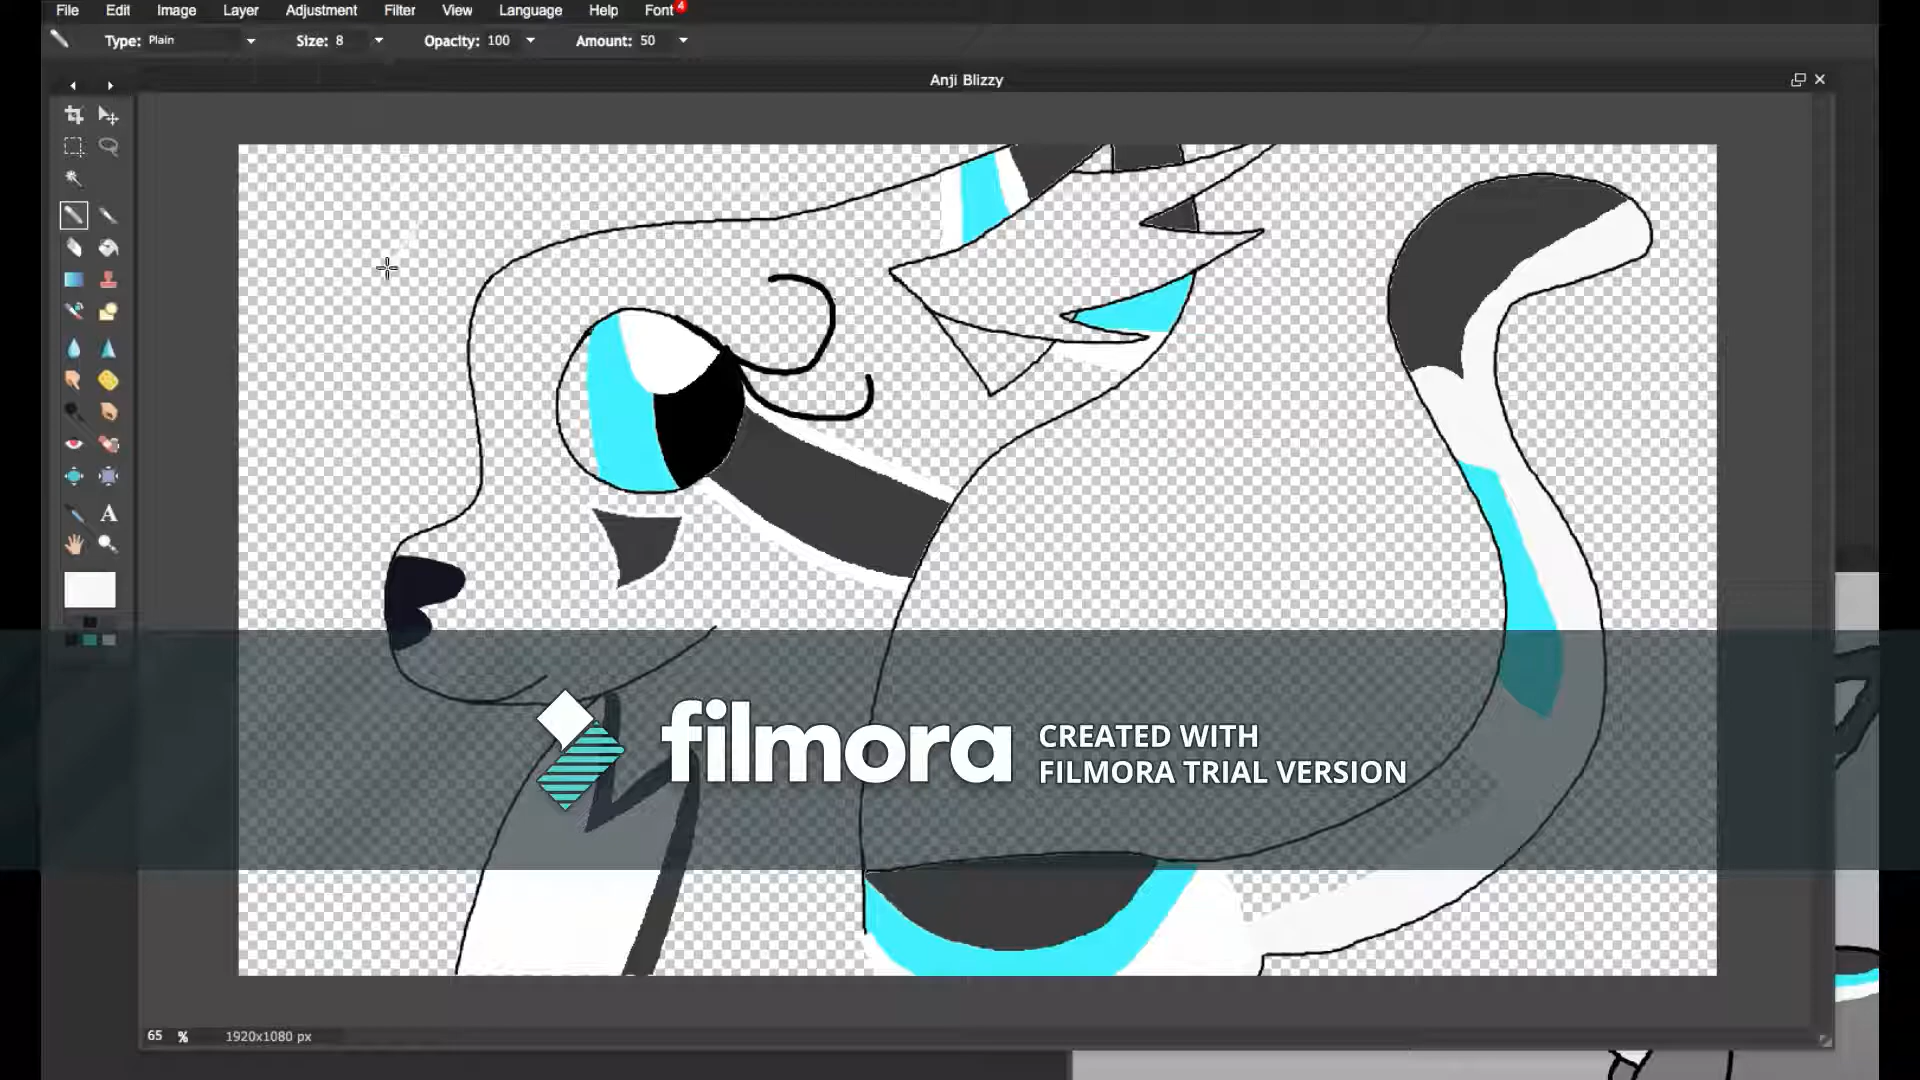 File Edit Image Layer Adjustment Filter View Language Help Font 4
Type: Plain Size: 8 Opacity: 100 Amount: 50
Anji Blizzy
A
filmora CREATED WITH
FILMORA TRIAL VERSION
65 % 1920x1080 px